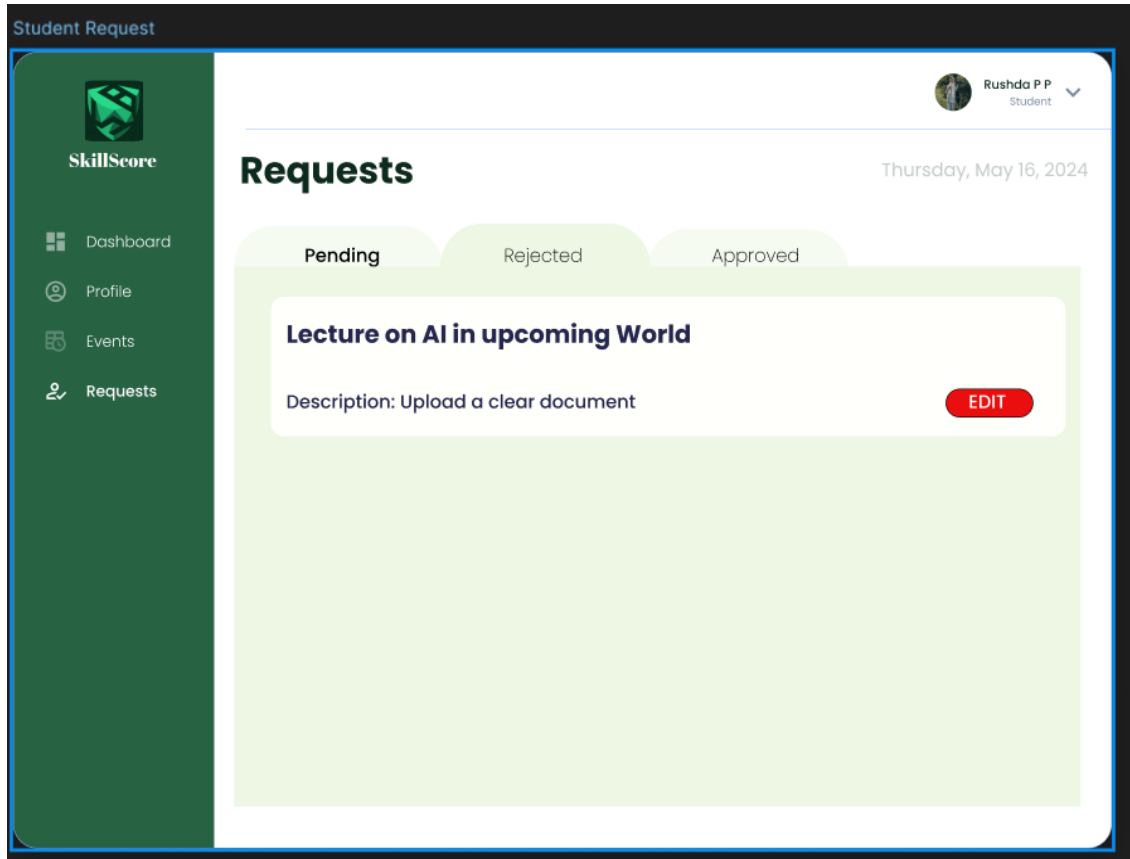 Student Request
SkillScore
Dashboard
Profile
Events
Requests
Rushda P P
Student
Requests
Thursday, May 16, 2024
Pending
Rejected
Approved
Lecture on AI in upcoming World
Description: Upload a clear document
EDIT